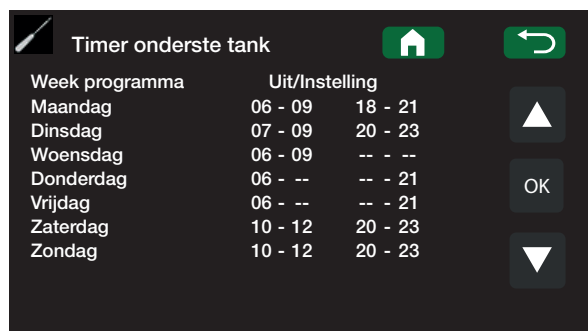 Timer onderste tank
Week programma Uit/Instelling
Maandag 06 - 09 18 - 21
Dinsdag 07 - 09 20 - 23
Woensdag 06 - 09 -- - --
Donderdag 06 - -- -- - 21
Vrijdag 06 - -- -- - 21
Zaterdag 10 - 12 20 - 23
Zondag 10 - 12 20 - 23
OK